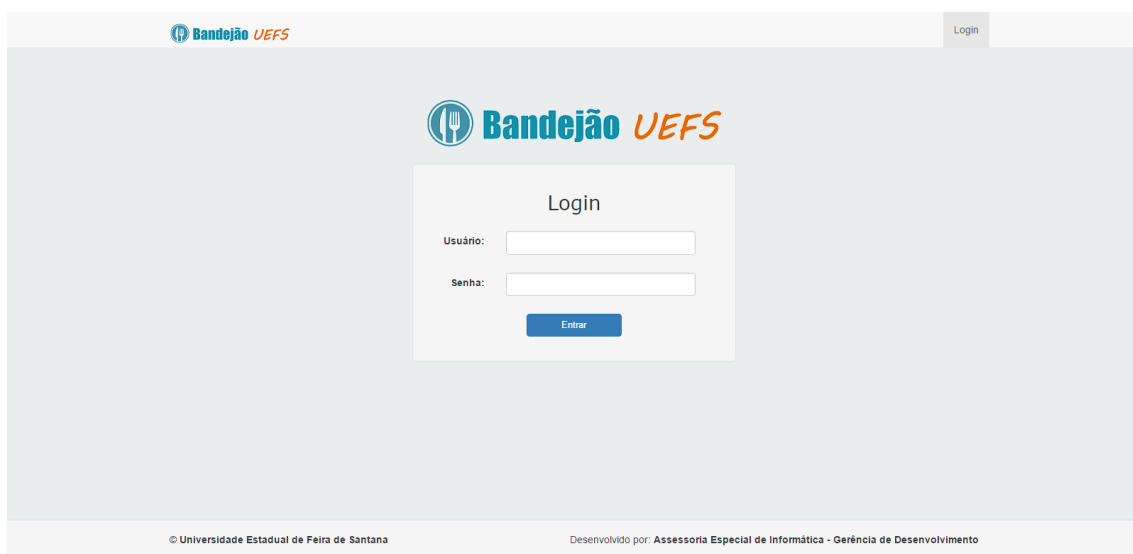 Bandejão UEFS
Login
Bandejão UEFS
Login
Usuário:
Senha:
Entrar
© Universidade Estadual de Feira de Santana
Desenvolvido por: Assessoria Especial de Informática - Gerência de Desenvolvimento